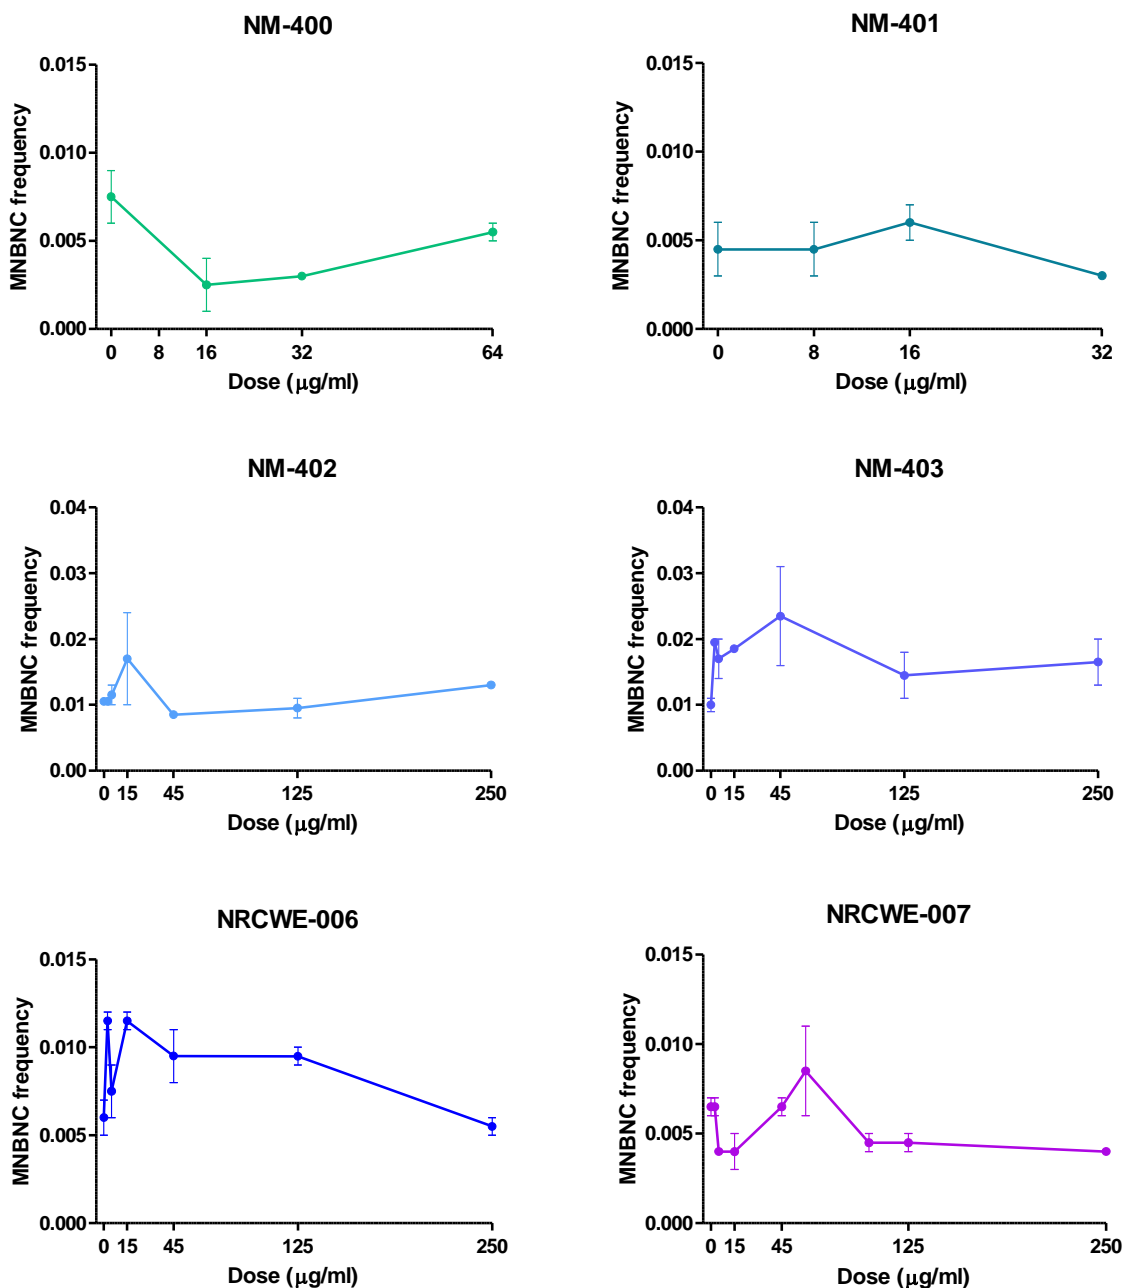 NM-400
0.015
0.010
0.005
0.000
MNBNC frequency
0 8 16 32 64
Dose (µg/ml)
NM-401
0.015
0.010
0.005
0.000
MNBNC frequency
0 8 16 32
Dose (µg/ml)
NM-402
0.04
0.03
0.02
0.01
0.00
MNBNC frequency
0 15 45 125 250
Dose (µg/ml)
NM-403
0.04
0.03
0.02
0.01
0.00
MNBNC frequency
0 15 45 125 250
Dose (µg/ml)
NRCWE-006
0.015
0.010
0.005
0.000
MNBNC frequency
0 15 45 125 250
Dose (µg/ml)
NRCWE-007
0.015
0.010
0.005
0.000
MNBNC frequency
0 15 45 125 250
Dose (µg/ml)